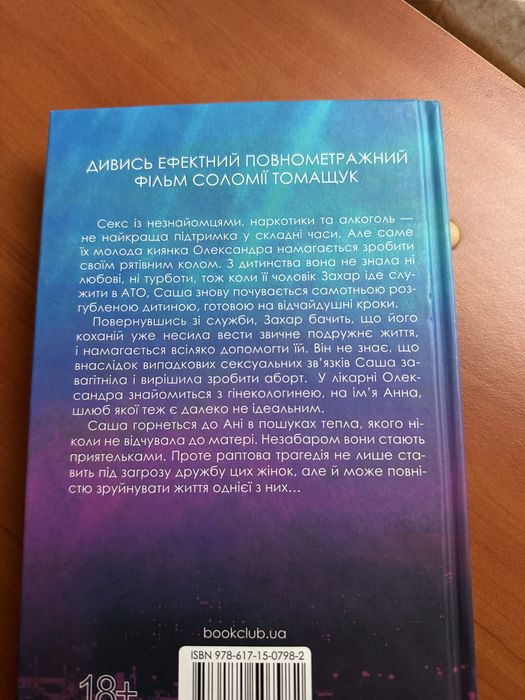 ДИВИСЬ ЕФЕКТНИЙ ПОВНОМЕТРАЖНИЙ
ФІЛЬМ СОЛОМІЇ ТОМАЩУК
Секс із незнайомцями, наркотики та алкоголь —
не найкраща підтримка у складні часи. Але саме
їх молода киянка Олександра намагається зробити
своїм рятівним колом. З дитинства вона не знала ні
любові, ні турботи, тож коли її чоловік Захар іде слу-
жити в АТО, Саша знову почувається самотньою роз-
губленою дитиною, готовою на відчайдушні кроки.
Повернувшись зі служби, Захар бачить, що його
коханій уже несила вести звичне подружнє життя,
і намагається всіляко допомогти їй. Він не знає, що
внаслідок випадкових сексуальних зв’язків Саша за-
вагітніла і вирішила зробити аборт. У лікарні Олек-
сандра знайомиться з гінекологинею, на ім’я Анна,
шлюб якої теж є далеко не ідеальним.
Саша горнеться до Ані в пошуках тепла, якого ні-
коли не відчувала до матері. Незабаром вони стають
приятельками. Проте раптова трагедія не лише ста-
вить під загрозу дружбу цих жінок, але й може повні-
стю зруйнувати життя однієї з них...
bookclub.ua
ISBN 978-617-15-0798-2
18+